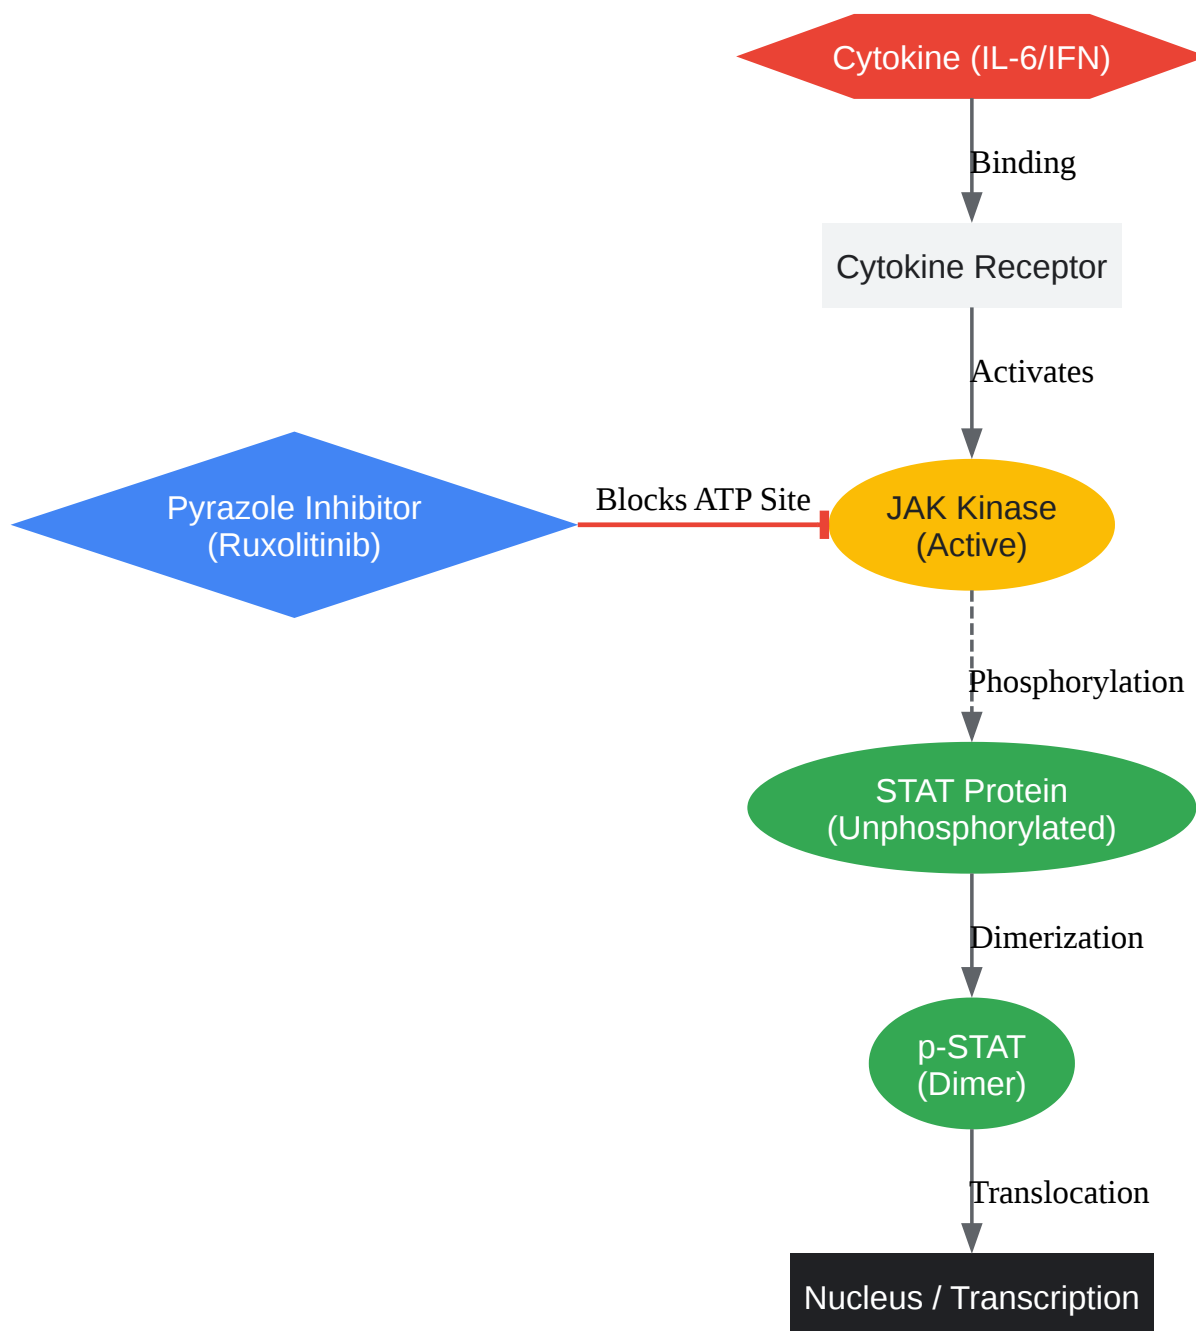 Cytokine (IL-6/IFN)
Binding
Cytokine Receptor
Activates
Pyrazole Inhibitor
(Ruxolitinib)
Blocks ATP Site
JAK Kinase
(Active)
Phosphorylation
STAT Protein
(Unphosphorylated)
Dimerization
p-STAT
(Dimer)
Translocation
Nucleus / Transcription